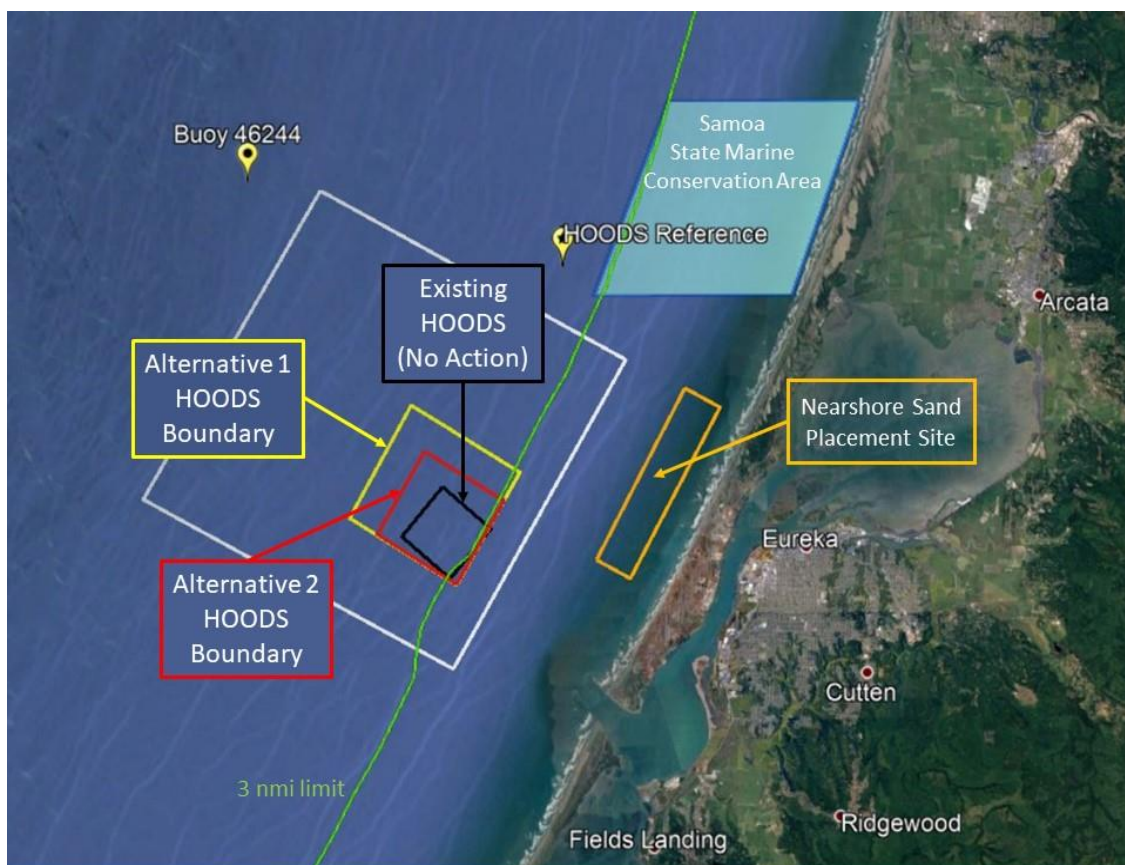 Buoy 46244
Samoa
State Marine
Conservation Area
HOODS Reference
Existing
HOODS
(No Action)
Arcata
Alternative 1
HOODS
Boundary
Nearshore Sand
Placement Site
Eureka
Alternative 2
HOODS
Boundary
Cutten
3 nmi limit
Ridgewood
Fields Landing